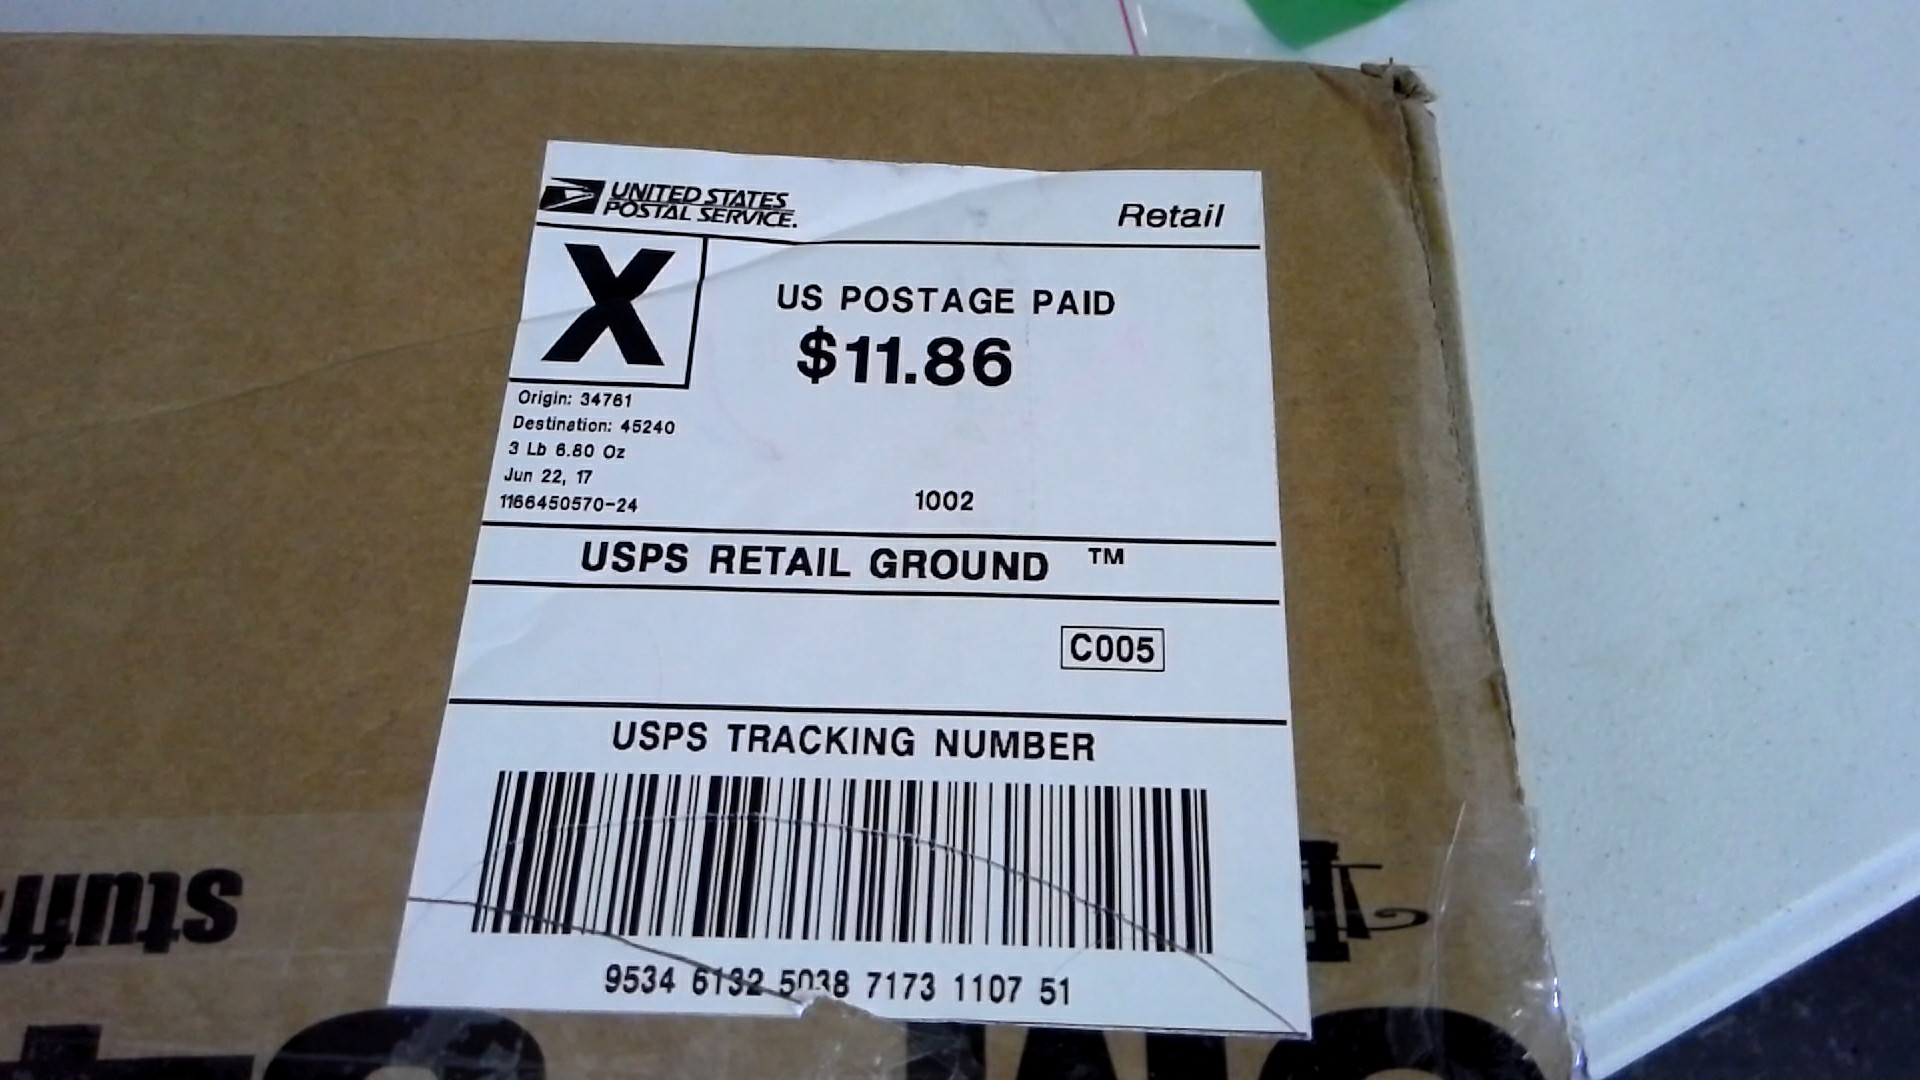 UNITED STATES
POSTAL SERVICE.
Retail
X
US POSTAGE PAID
$11.86
Origin: 34761
Destination: 45240
3 Lb 6.80 Oz
Jun 22, 17
1166450570-24
1002
USPS RETAIL GROUND ™
C005
USPS TRACKING NUMBER
9534 6132 5038 7173 1107 51
stuff